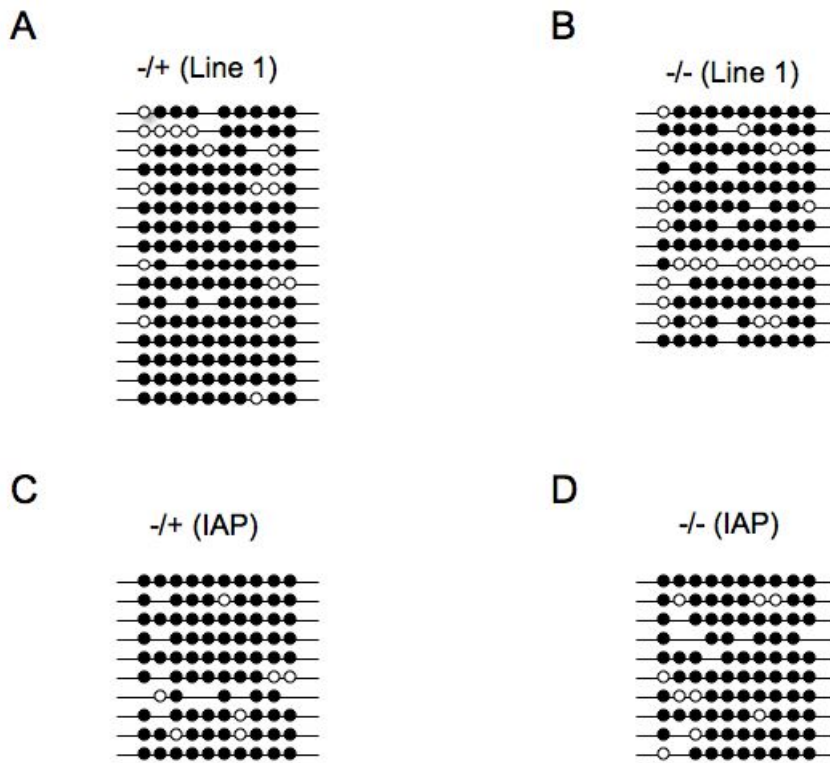 A
-/+ (Line 1)
B
-/- (Line 1)
C
-/+ (IAP)
D
-/- (IAP)